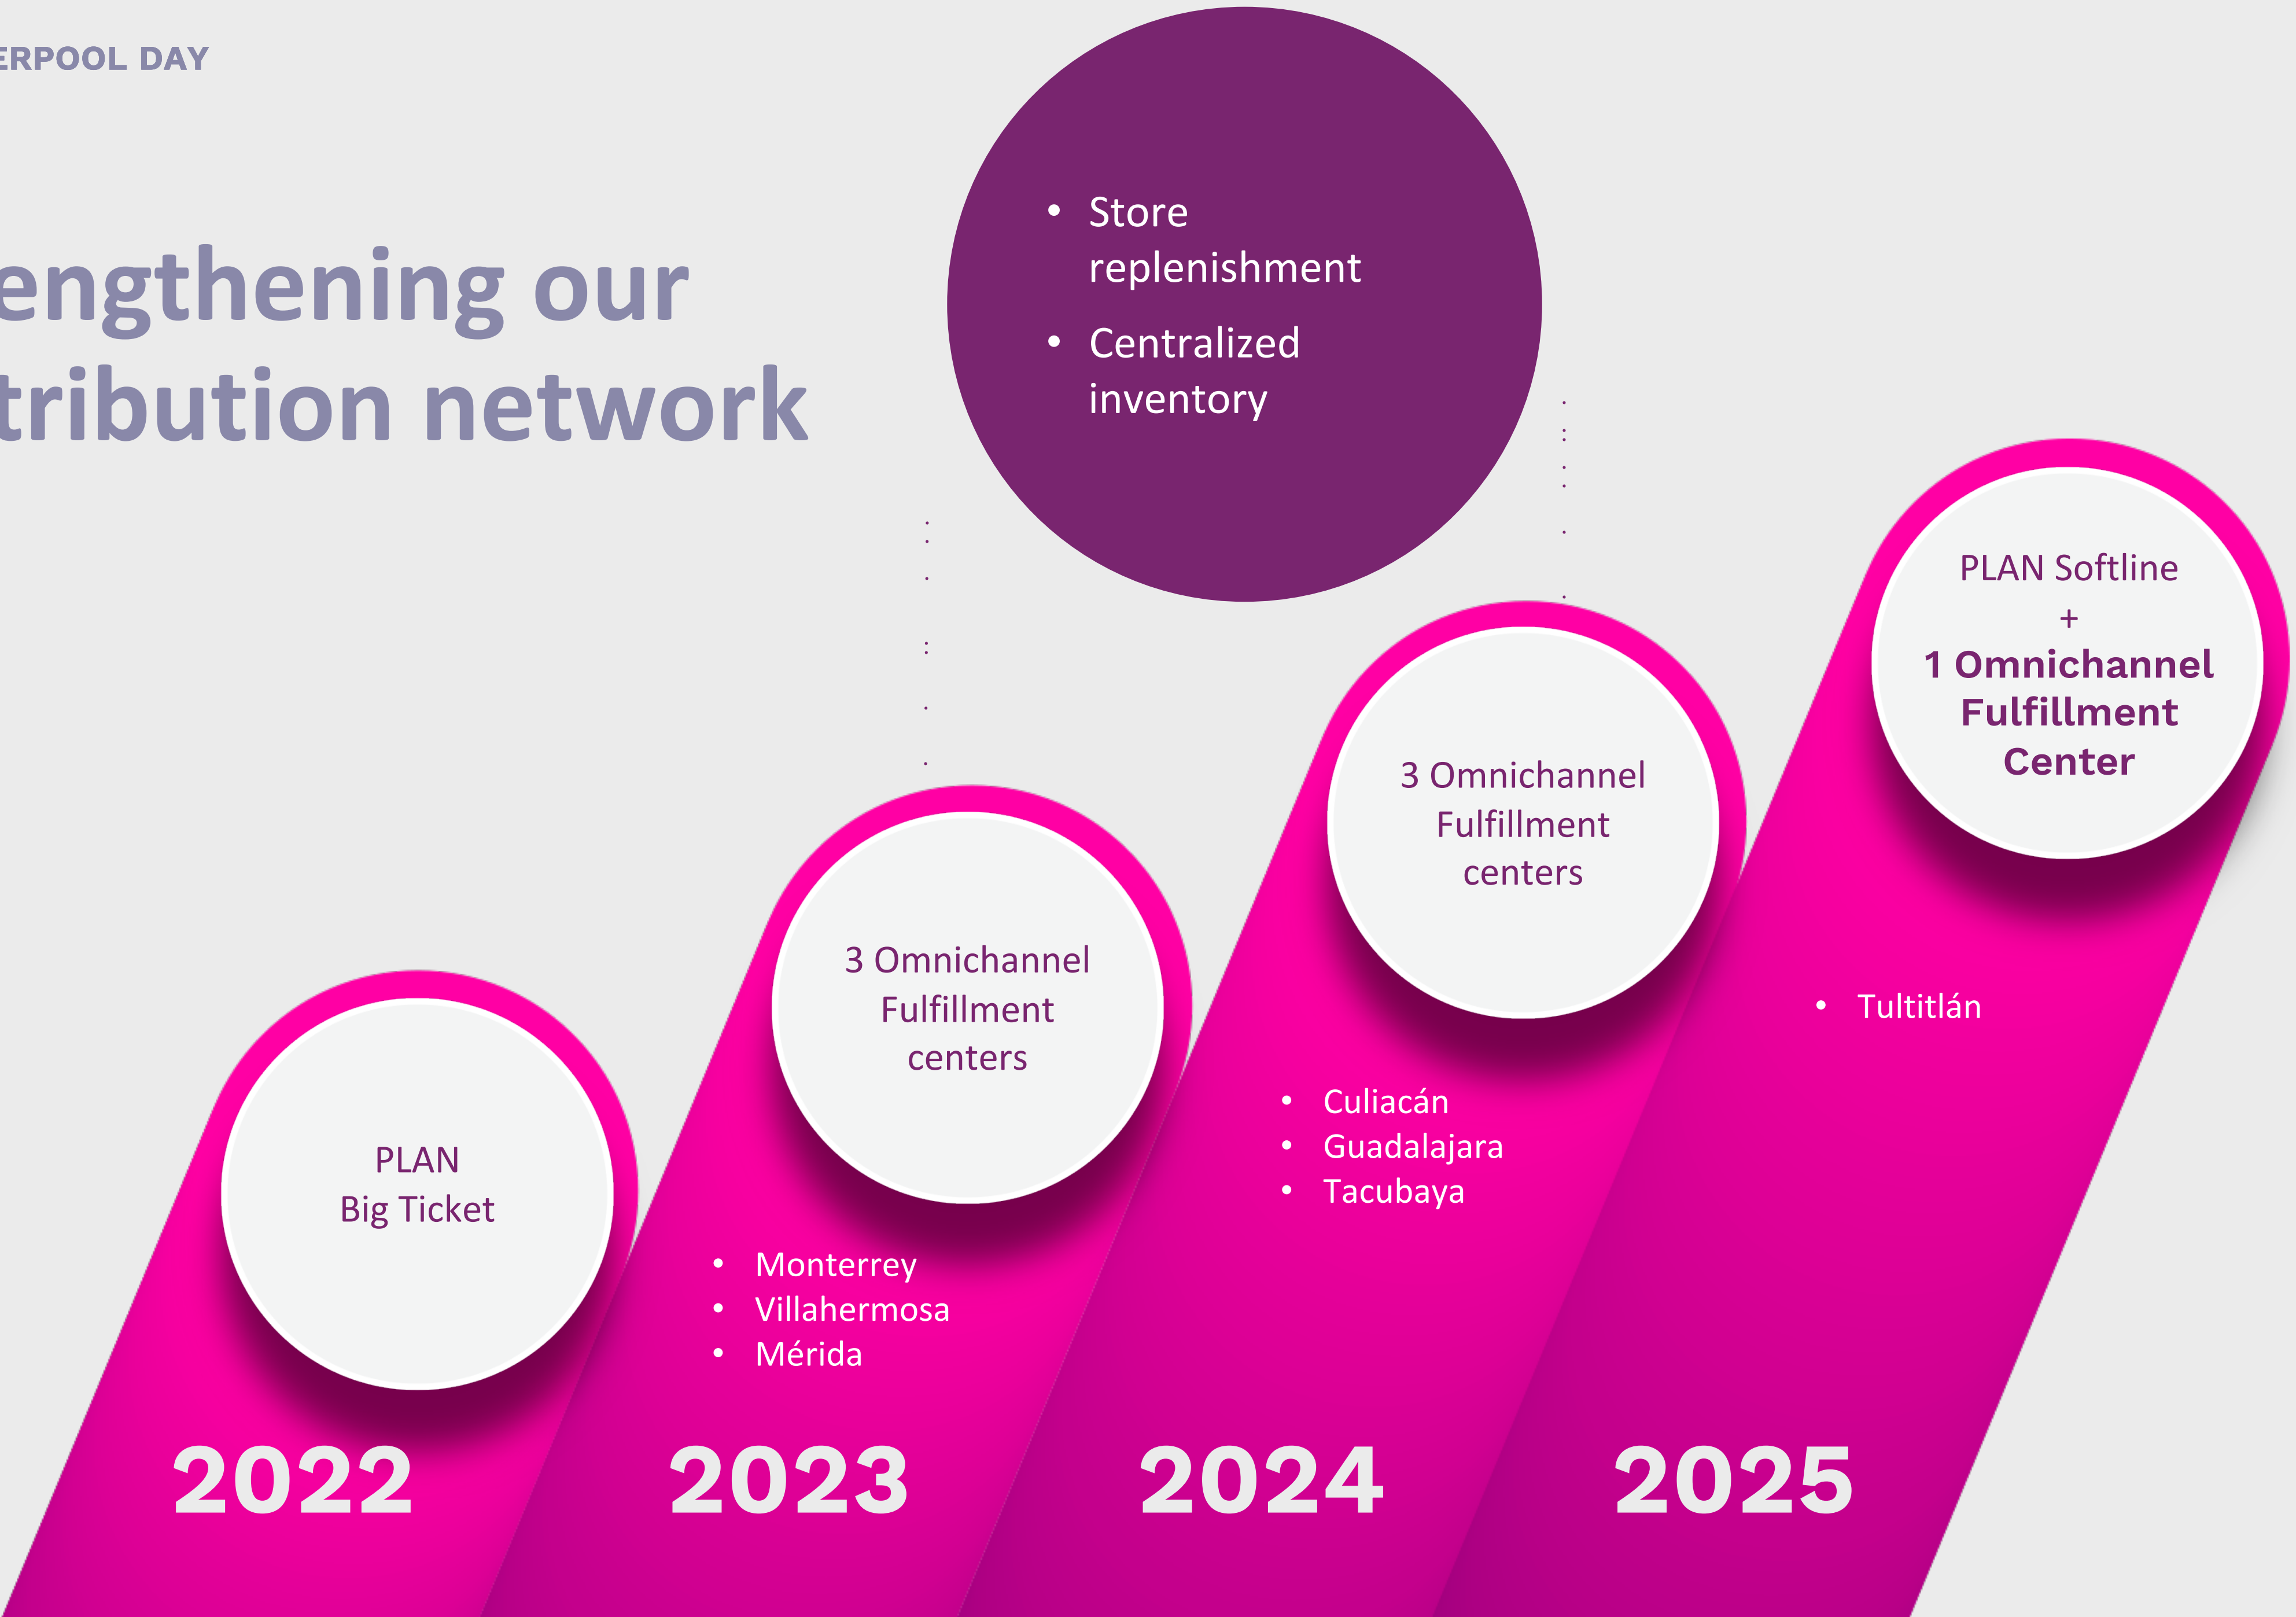 ERPOOL DAY
engthening our
tribution network
• Store
replenishment
• Centralized
inventory
PLAN
Big Ticket
2022
3 Omnichannel
Fulfillment
centers
• Monterrey
• Villahermosa
• Mérida
2023
3 Omnichannel
Fulfillment
centers
• Culiacán
• Guadalajara
• Tacubaya
2024
PLAN Softline
+
1 Omnichannel
Fulfillment
Center
• Tultitlán
2025